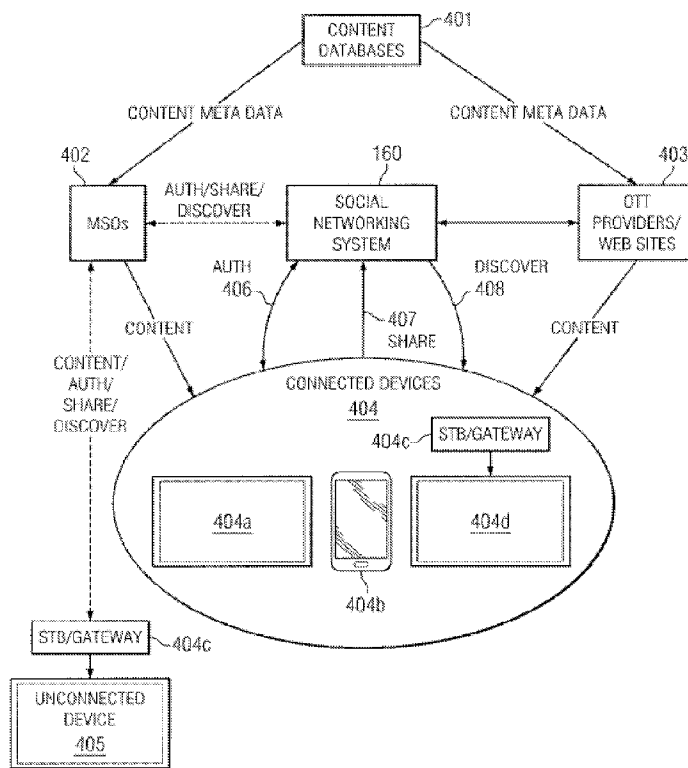 CONTENT
DATABASES
401
CONTENT META DATA
CONTENT META DATA
402
160
403
MSOs
AUTH/SHARE/
DISCOVER
SOCIAL
NETWORKING
SYSTEM
OTT
PROVIDERS/
WEB SITES
AUTH
406
DISCOVER
408
407
SHARE
CONTENT
CONTENT
CONTENT/
AUTH/
SHARE/
DISCOVER
CONNECTED DEVICES
404
404c
STB/GATEWAY
404a
404b
404d
STB/GATEWAY
404c
UNCONNECTED
DEVICE
405